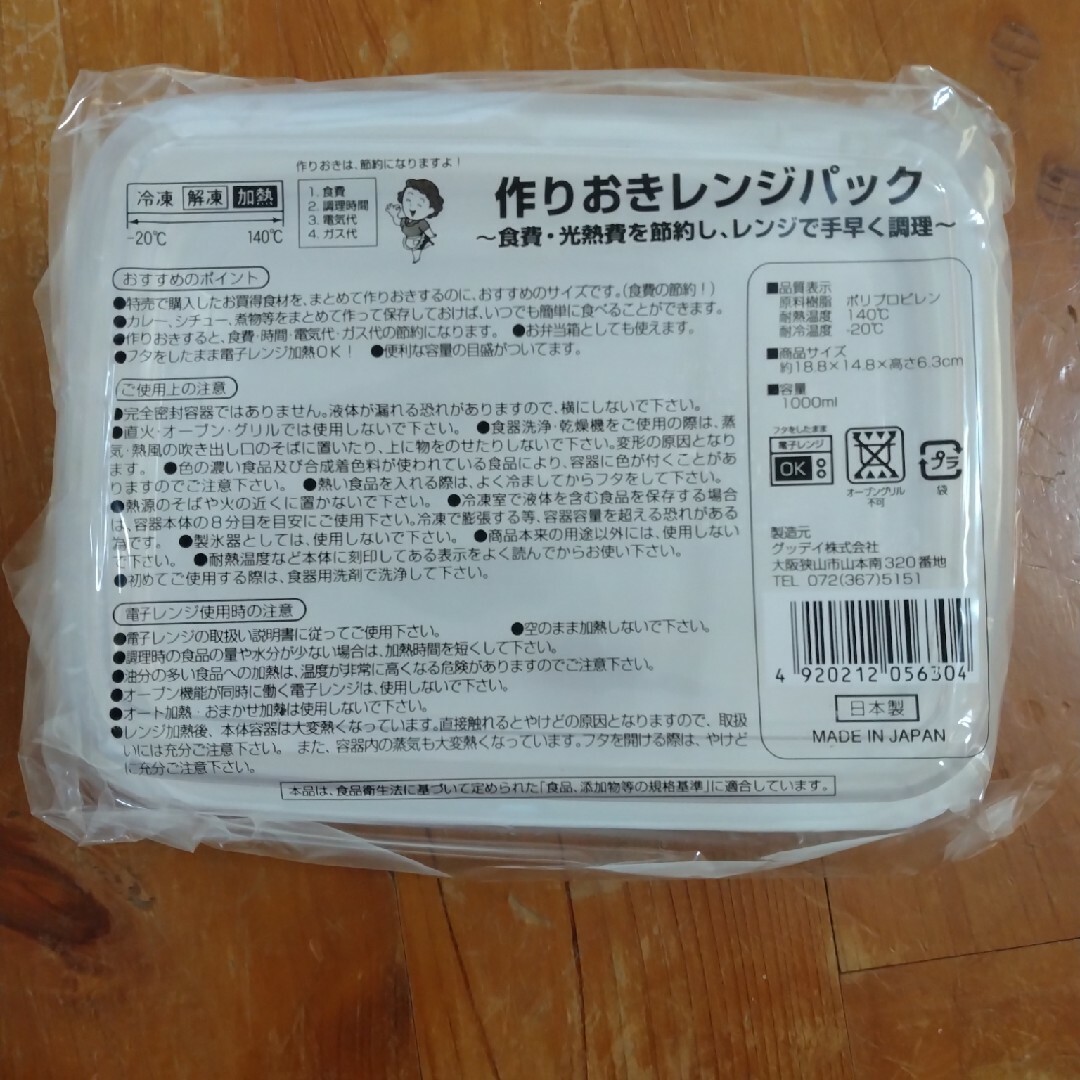 作りおきは、節約になりますよ！
冷凍 解凍 加熱
-20℃ 140℃
1. 食費
2. 調理時間
3. 電気代
4. ガス代
作りおきレンジパック
〜食費・光熱費を節約し、レンジで手早く調理〜
おすすめのポイント
●特売で購入したお買得食材を、まとめて作りおきするのに、おすすめのサイズです。(食費の節約！)
●カレー、シチュー、煮物等をまとめて作って保存しておけば、いつでも簡単に食べることができます。
●作りおきすると、食費・時間・電気代・ガス代の節約になります。 ●お弁当箱としても使えます。
●フタをしたまま電子レンジ加熱OK！ ●便利な容量の目盛がついてます。
ご使用上の注意
●完全密封容器ではありません。液体が漏れる恐れがありますので、横にしないで下さい。
●直火・オーブン・グリルでは使用しないで下さい。 ●食器洗浄・乾燥機をご使用の際は、蒸
気・熱風の吹き出し口のそばに置いたり、上に物をのせたりしないで下さい。変形の原因となり
ます。 ●色の濃い食品及び合成着色料が使われている食品により、容器に色が付くことがあ
りますのでご注意下さい。 ●熱い食品を入れる際は、よく冷ましてからフタをして下さい。
●熱源のそばや火の近くに置かないで下さい。 ●冷凍室で液体を含む食品を保存する場合
は、容器本体の8分目を目安にご使用下さい。冷凍で膨張する等、容器容量を超える恐れがある
為です。 ●製氷器としては、使用しないで下さい。 ●商品本来の用途以外には、使用しない
で下さい。 ●耐熱温度など本体に刻印してある表示をよく読んでからお使い下さい。
●初めてご使用する際は、食器用洗剤で洗浄して下さい。
電子レンジ使用時の注意
●電子レンジの取扱い説明書に従ってご使用下さい。 ●空のまま加熱しないで下さい。
●調理時の食品の量や水分が少ない場合は、加熱時間を短くして下さい。
●油分の多い食品への加熱は、温度が非常に高くなる危険がありますのでご注意下さい。
●オーブン機能が同時に働く電子レンジは、使用しないで下さい。
●オート加熱・おまかせ加熱は使用しないで下さい。
●レンジ加熱後、本体容器は大変熱くなっています。直接触れるとやけどの原因となりますので、取扱
いには充分ご注意下さい。 また、容器内の蒸気も大変熱くなっています。フタを開ける際は、やけど
に充分ご注意下さい。
本品は、食品衛生法に基づいて定められた「食品、添加物等の規格基準」に適合しています。
■品質表示
原料樹脂 ポリプロピレン
耐熱温度 140℃
耐冷温度 -20℃
■商品サイズ
約18.8×14.8×高さ6.3cm
■容量
1000ml
フタをしたまま
電子レンジ
OK
オーブングリル
不可
プラ
袋
製造元
グッデイ株式会社
大阪狭山市山本南320番地
TEL 072(367)5151
4 920212 056304
日本製
MADE IN JAPAN